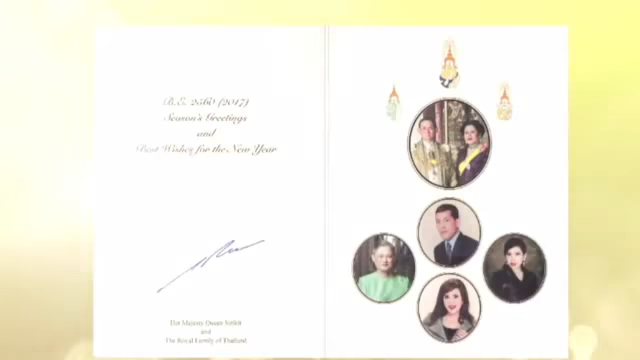 B.E. 2560 (2017)
Season's Greetings
and
Best Wishes for the New Year
Her Majesty Queen Sirikit
and
The Royal Family of Thailand